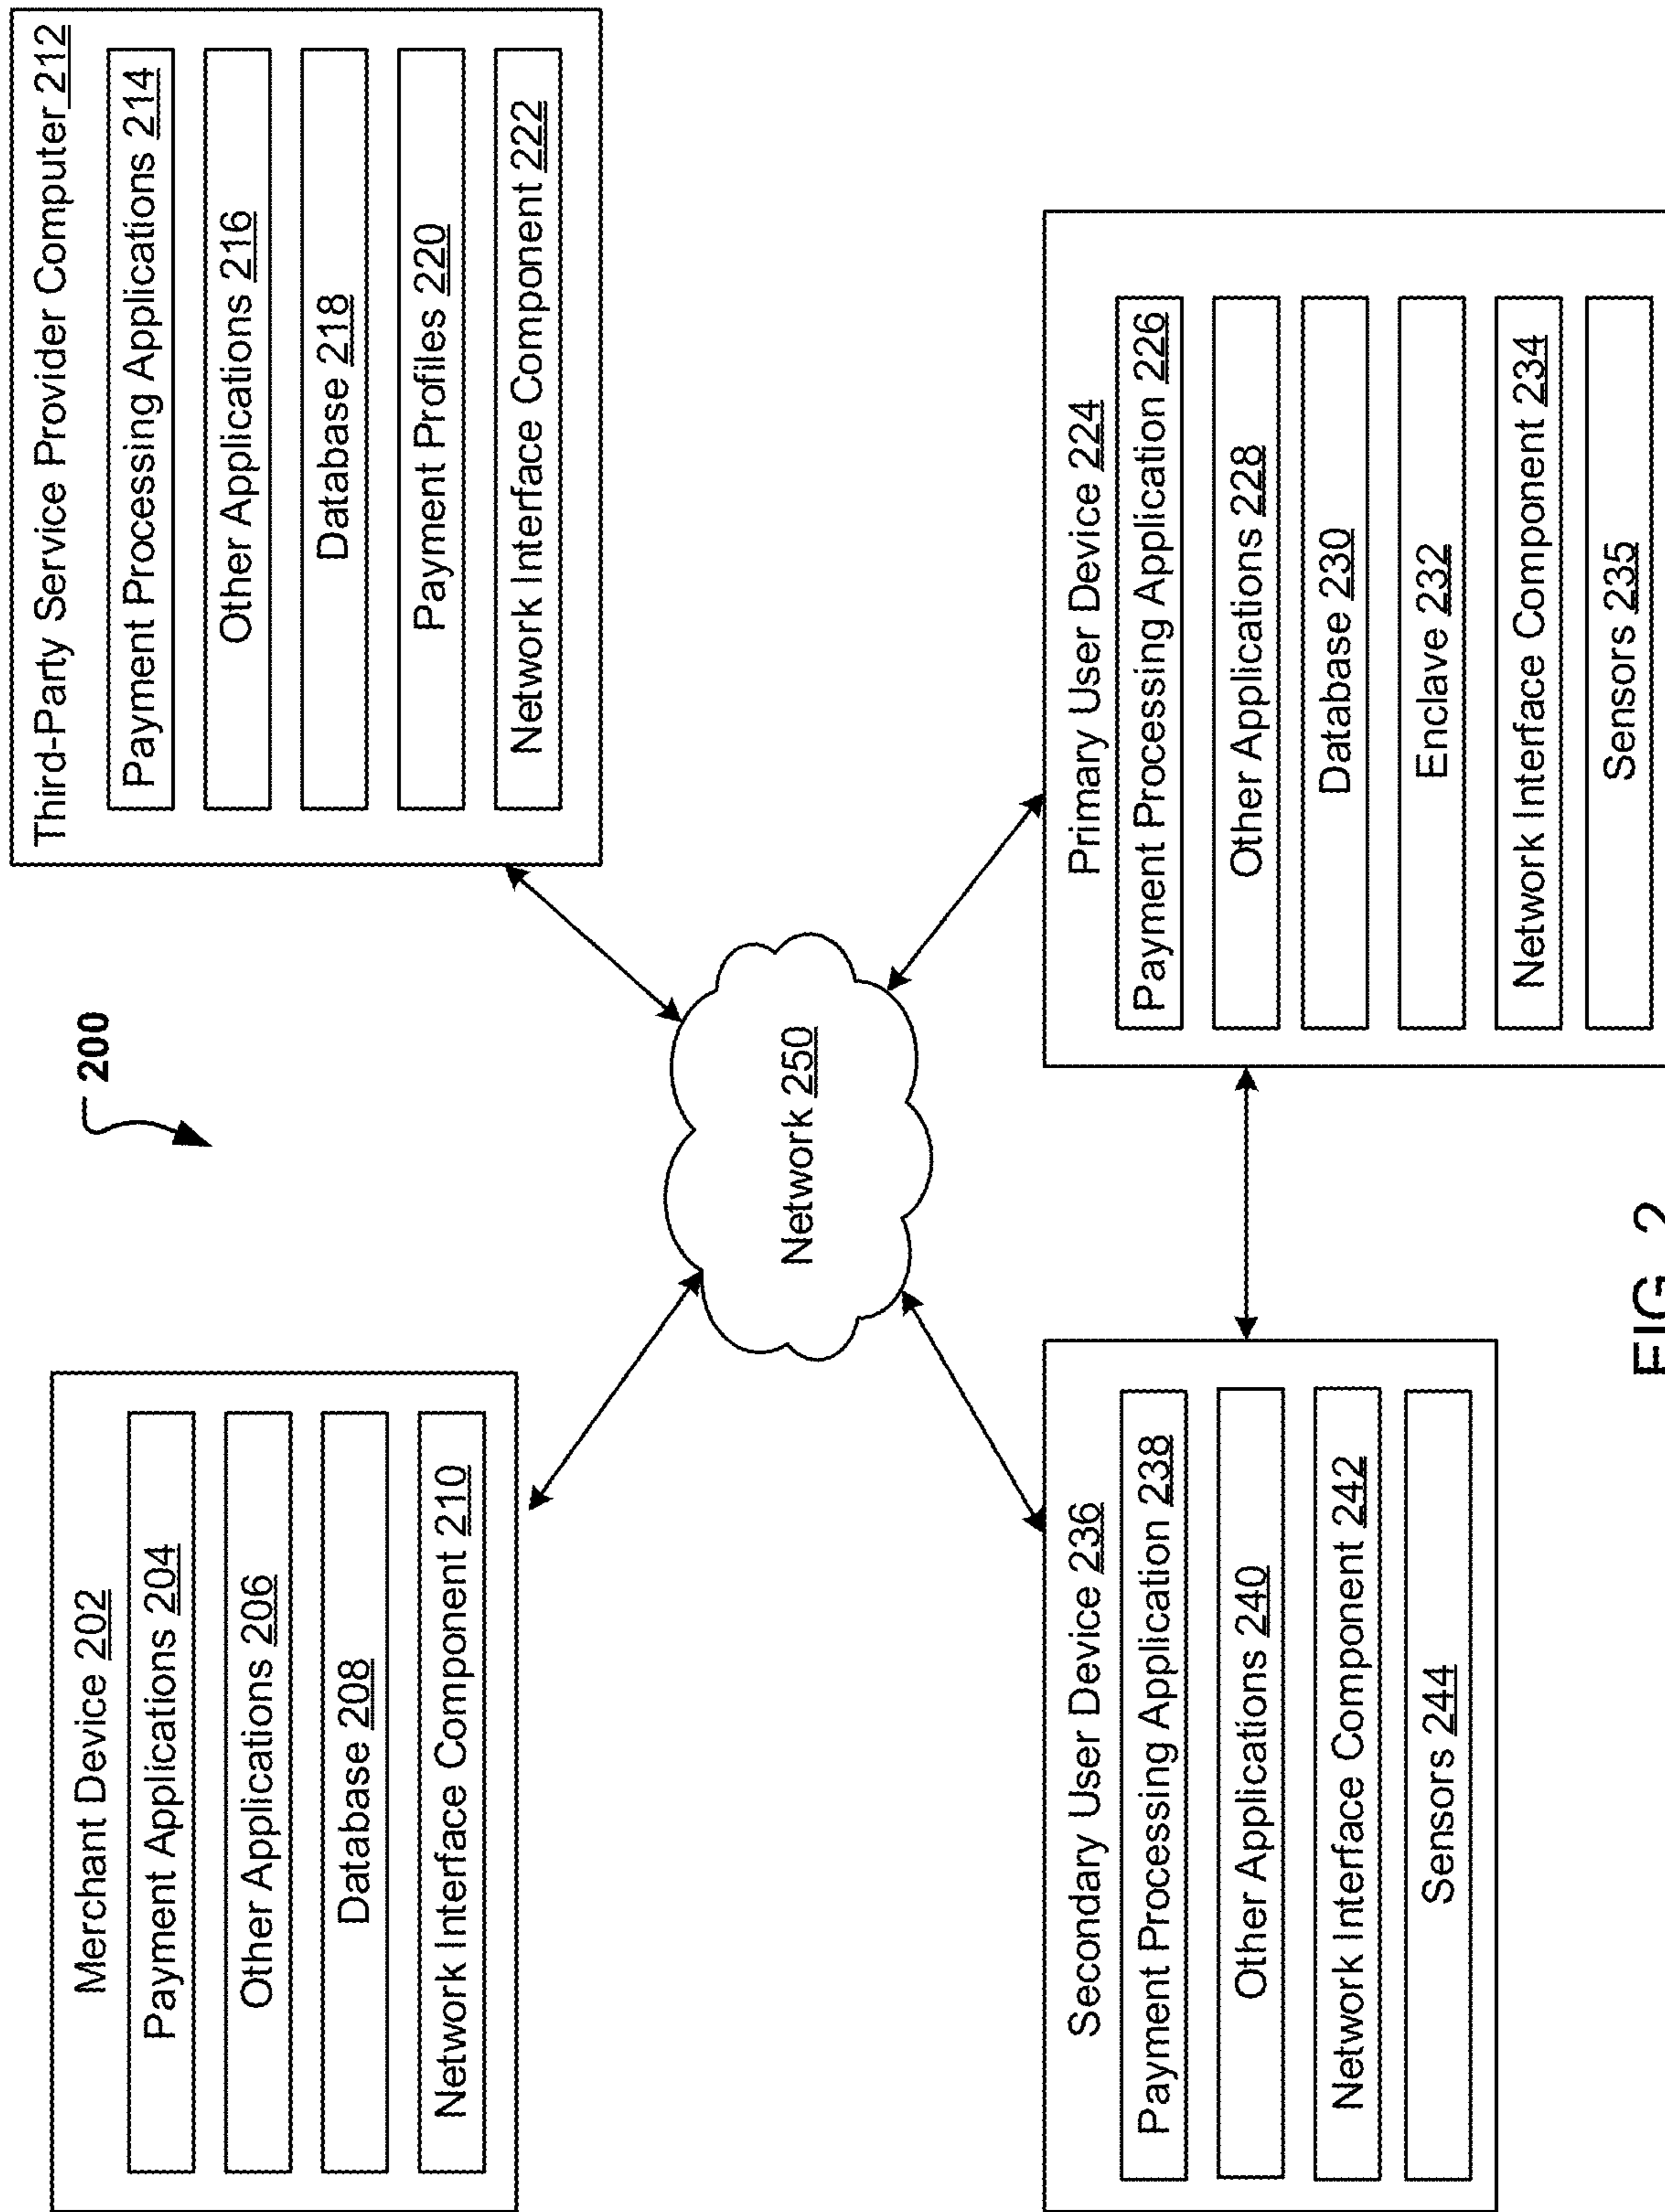 200
Merchant Device 202
Payment Applications 204
Other Applications 206
Database 208
Network Interface Component 210
Third-Party Service Provider Computer 212
Payment Processing Applications 214
Other Applications 216
Database 218
Payment Profiles 220
Network Interface Component 222
Network 250
Secondary User Device 236
Payment Processing Application 238
Other Applications 240
Network Interface Component 242
Sensors 244
Primary User Device 224
Payment Processing Application 226
Other Applications 228
Database 230
Enclave 232
Network Interface Component 234
Sensors 235
FIG. 2